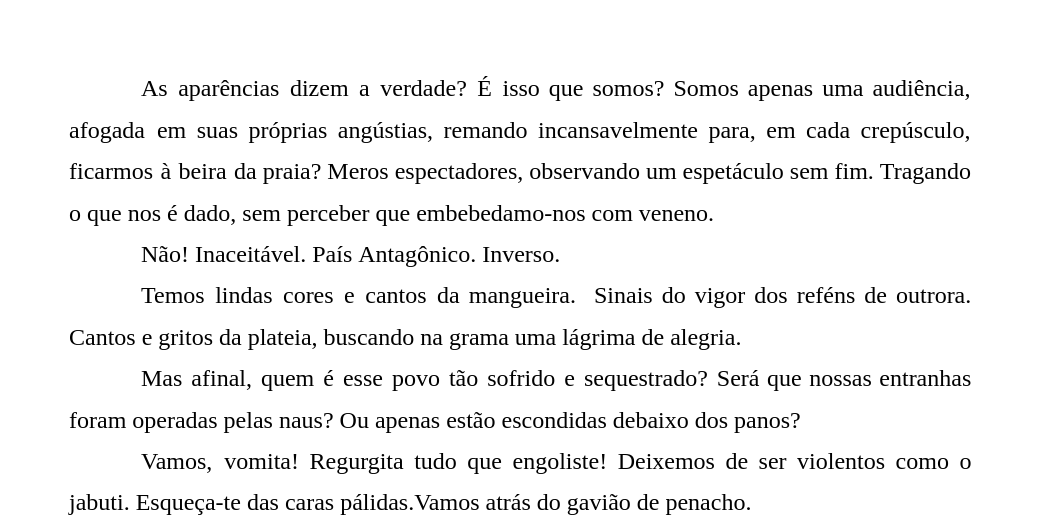 As aparências dizem a verdade? É isso que somos? Somos apenas uma audiência,
afogada em suas próprias angústias, remando incansavelmente para, em cada crepúsculo,
ficarmos à beira da praia? Meros espectadores, observando um espetáculo sem fim. Tragando
o que nos é dado, sem perceber que embebedamo-nos com veneno.
Não! Inaceitável. País Antagônico. Inverso.
Temos lindas cores e cantos da mangueira.  Sinais do vigor dos reféns de outrora.
Cantos e gritos da plateia, buscando na grama uma lágrima de alegria.
Mas afinal, quem é esse povo tão sofrido e sequestrado? Será que nossas entranhas
foram operadas pelas naus? Ou apenas estão escondidas debaixo dos panos?
Vamos, vomita! Regurgita tudo que engoliste! Deixemos de ser violentos como o
jabuti. Esqueça-te das caras pálidas.Vamos atrás do gavião de penacho.